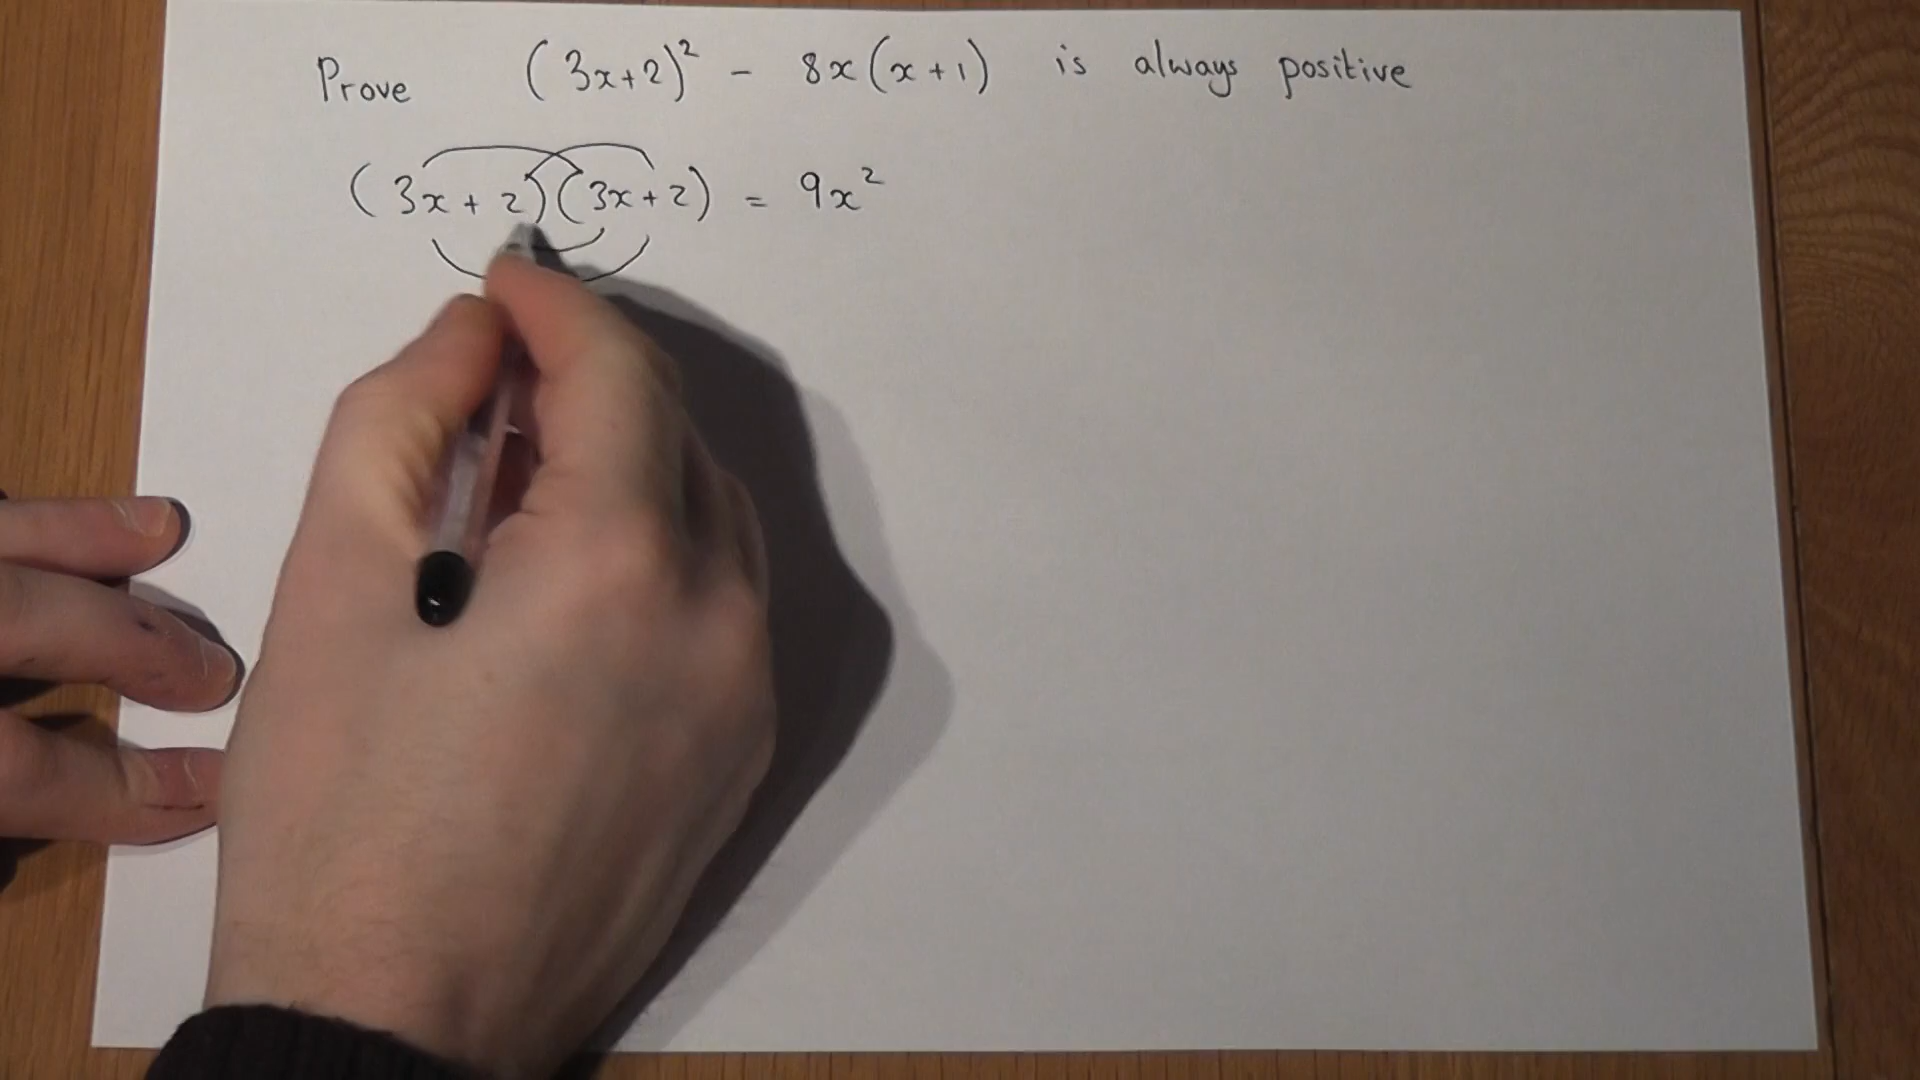 Prove (3x+2)² - 8x(x+1) is always positive
(3x+2)(3x+2) = 9x²